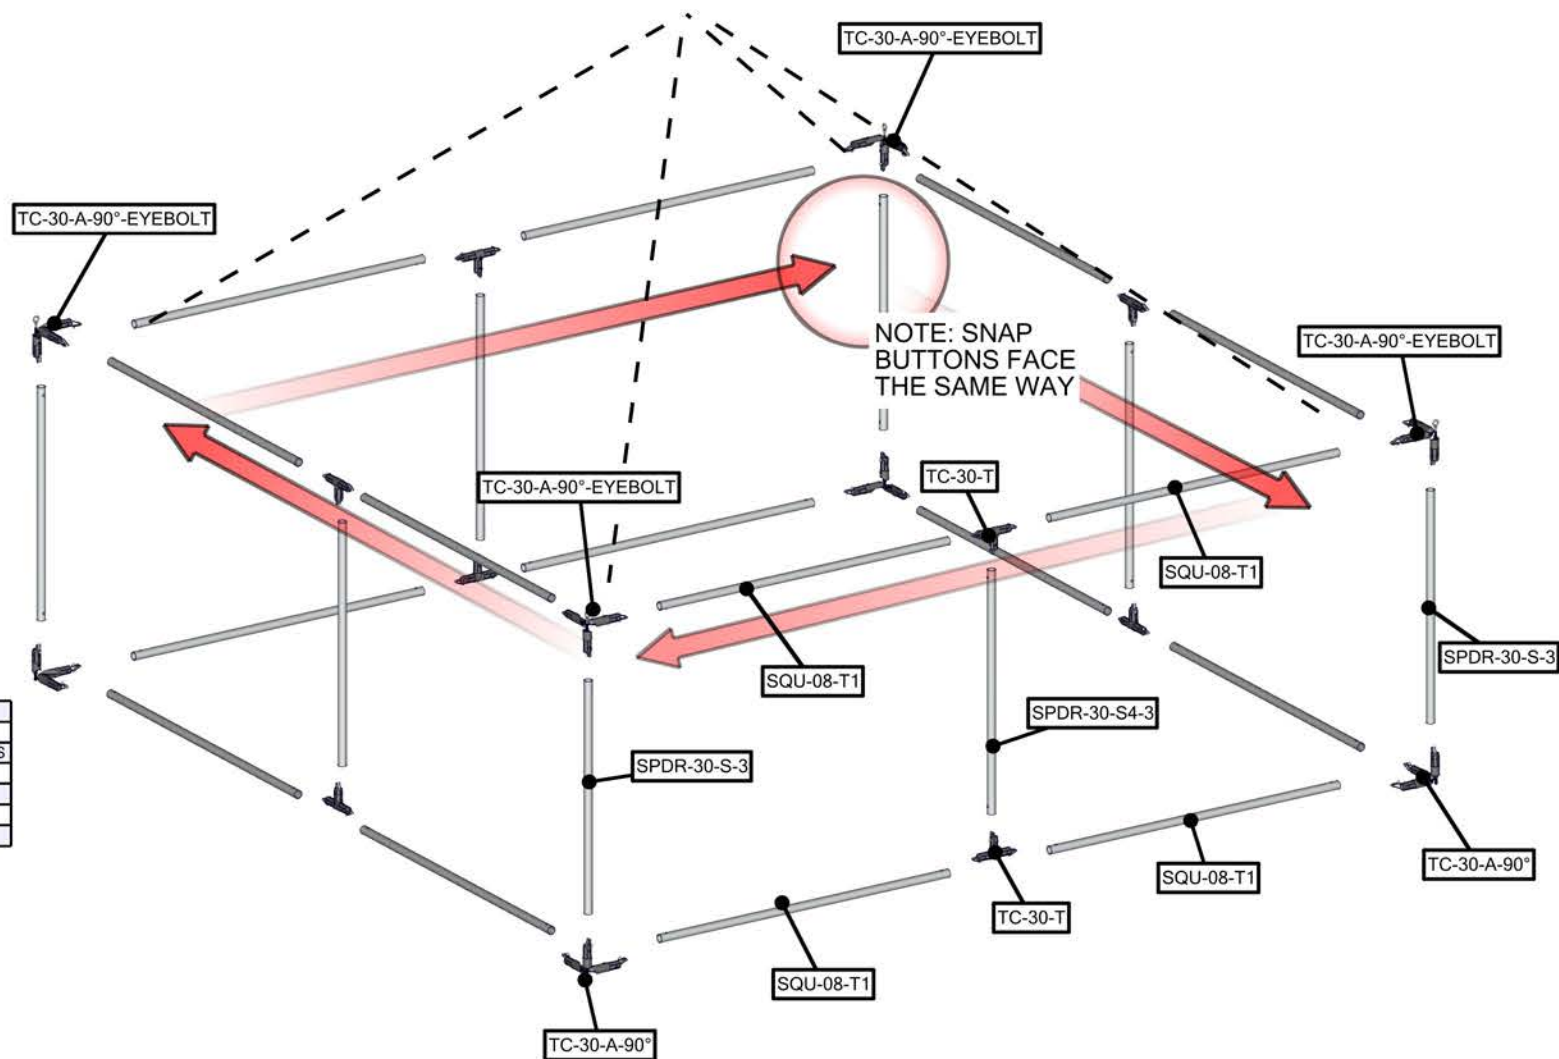 TC-30-A-90°-EYEBOLT
TC-30-A-90°-EYEBOLT
NOTE: SNAP
BUTTONS FACE
THE SAME WAY
TC-30-A-90°-EYEBOLT
TC-30-A-90°-EYEBOLT
TC-30-T
SQU-08-T1
SPDR-30-S-3
SQU-08-T1
SPDR-30-S4-3
SPDR-30-S-3
S
TC-30-A-90°
SQU-08-T1
TC-30-T
SQU-08-T1
TC-30-A-90°